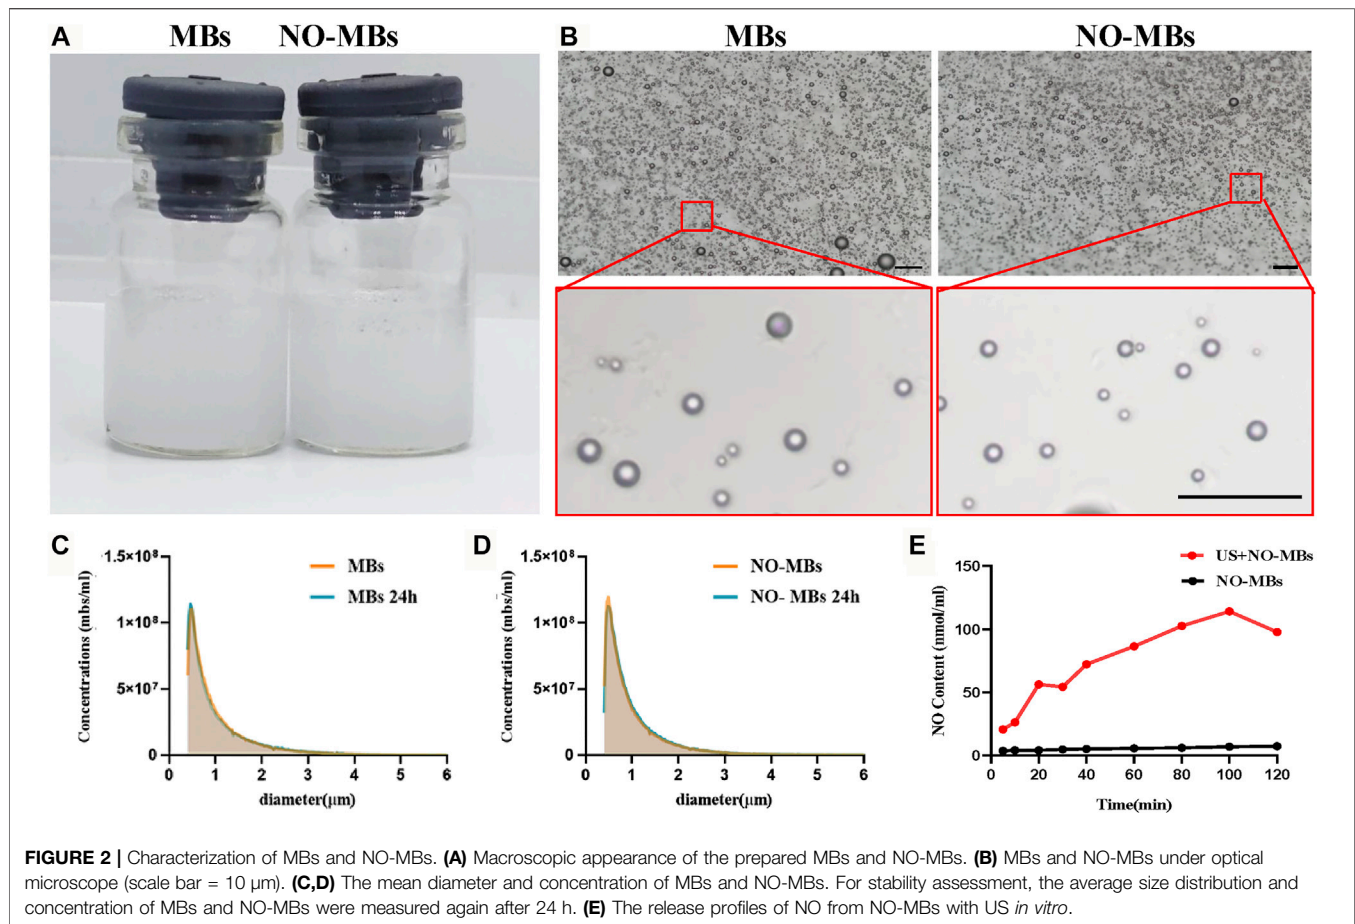 A MBs NO-MBs
B MBs NO-MBs
C
1.5×10⁸
1×10⁸
5×10⁷
0
Concentrations (mbs/ml)
MBs
MBs 24h
0 1 2 3 4 5 6
diameter(μm)
D
1.5×10⁸
1×10⁸
5×10⁷
0
Concentrations (mbs/ml)
NO-MBs
NO- MBs 24h
0 1 2 3 4 5 6
diameter(μm)
E
US+NO-MBs
NO-MBs
150
100
50
0
NO Content (nmol/ml)
0 20 40 60 80 100 120
Time(min)
FIGURE 2 | Characterization of MBs and NO-MBs. (A) Macroscopic appearance of the prepared MBs and NO-MBs. (B) MBs and NO-MBs under optical
microscope (scale bar = 10 μm). (C,D) The mean diameter and concentration of MBs and NO-MBs. For stability assessment, the average size distribution and
concentration of MBs and NO-MBs were measured again after 24 h. (E) The release profiles of NO from NO-MBs with US in vitro.